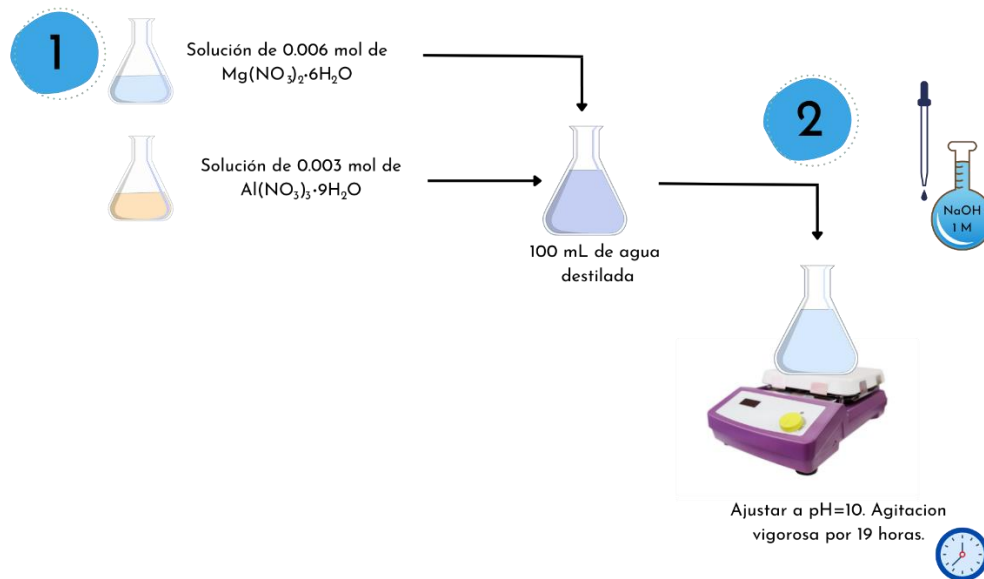 1
Solución de 0.006 mol de
Mg(NO₃)₂·6H₂O
Solución de 0.003 mol de
Al(NO₃)₃·9H₂O
100 mL de agua
destilada
2
NaOH
1 M
Ajustar a pH=10. Agitacion
vigorosa por 19 horas.